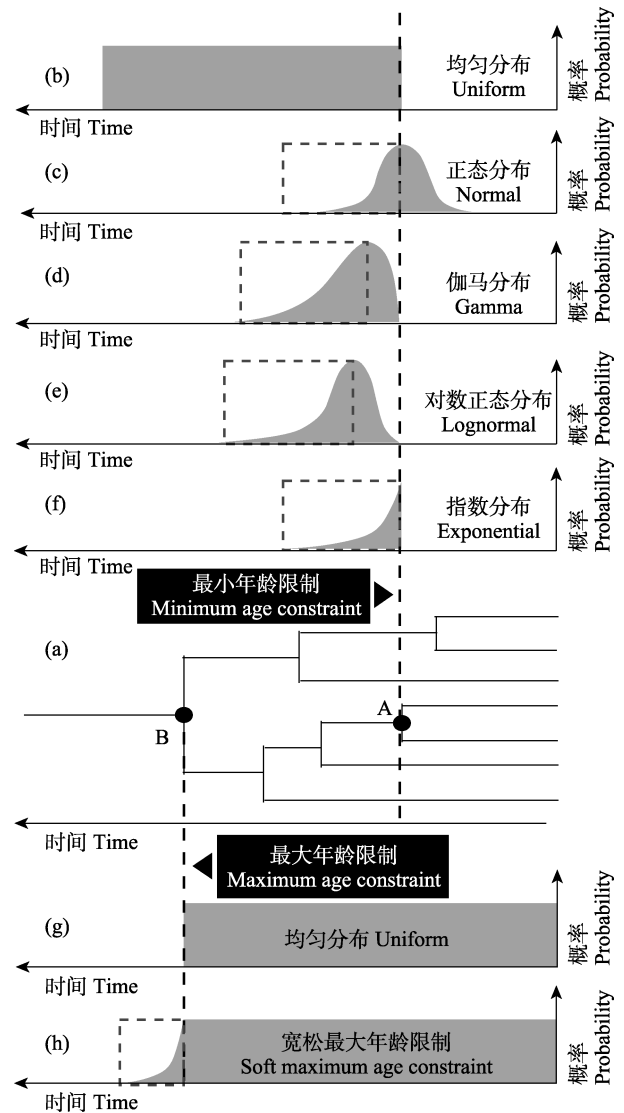 (b)
均匀分布
Uniform
概率
Probability
时间 Time
(c)
正态分布
Normal
概率
Probability
时间 Time
(d)
伽马分布
Gamma
概率
Probability
时间 Time
(e)
对数正态分布
Lognormal
概率
Probability
时间 Time
(f)
指数分布
Exponential
概率
Probability
时间 Time
最小年龄限制
Minimum age constraint
(a)
A
B
时间 Time
最大年龄限制
Maximum age constraint
(g)
均匀分布 Uniform
概率
Probability
时间 Time
(h)
宽松最大年龄限制
Soft maximum age constraint
概率
Probability
时间 Time